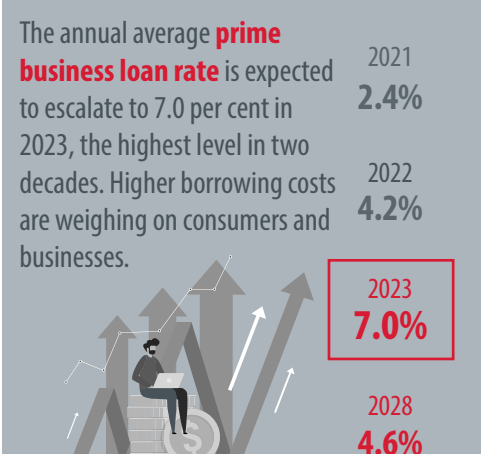 The annual average prime
business loan rate is expected
to escalate to 7.0 per cent in
2023, the highest level in two
decades. Higher borrowing costs
are weighing on consumers and
businesses.
2021
2.4%
2022
4.2%
2023
7.0%
2028
4.6%
$